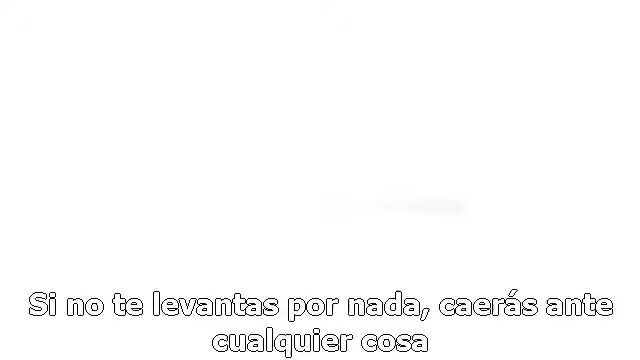 Si no te levantas por nada, caerás ante
cualquier cosa